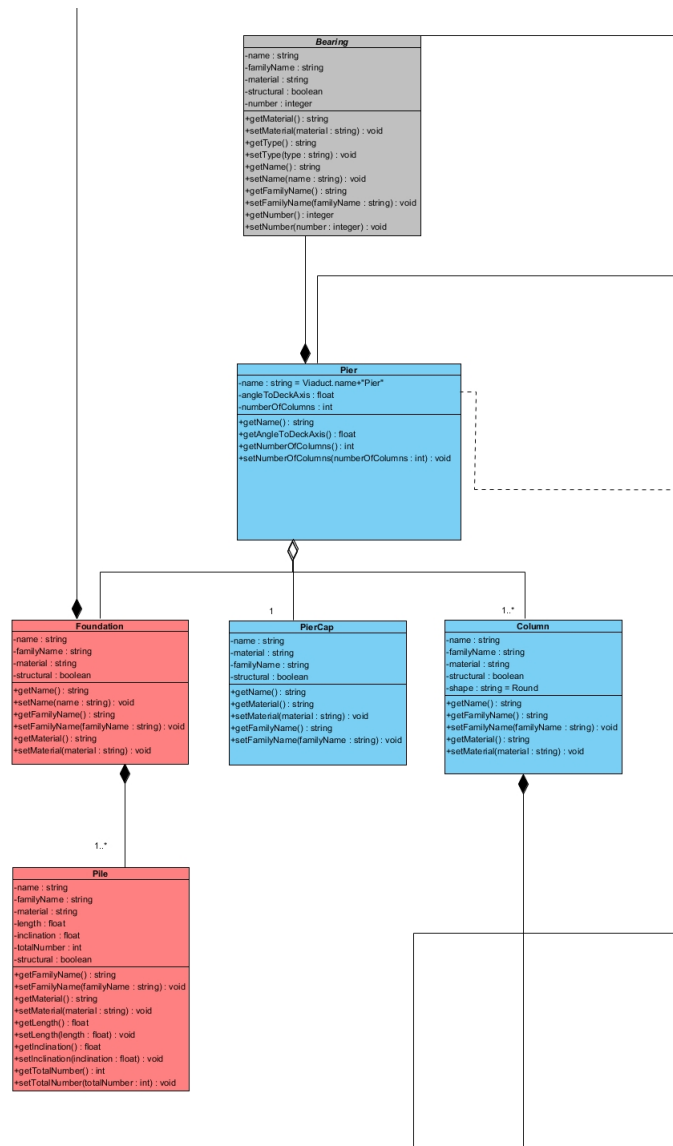 Bearing
-name : string
-familyName : string
-material : string
-structural : boolean
-number : integer
+getMaterial() : string
+setMaterial(material : string) : void
+getType() : string
+setType(type : string) : void
+getName() : string
+setName(name : string) : void
+getFamilyName() : string
+setFamilyName(familyName : string) : void
+getNumber() : integer
+setNumber(number : integer) : void
Pier
-name : string = Viaduct.name+"Pier"
-angleToDeckAxis : float
-numberOfColumns : int
+getName() : string
+getAngleToDeckAxis() : float
+getNumberOfColumns() : int
+setNumberOfColumns(numberOfColumns : int) : void
Foundation
-name : string
-familyName : string
-material : string
-structural : boolean
+getName() : string
+setName(name : string) : void
+getFamilyName() : string
+setFamilyName(familyName : string) : void
+getMaterial() : string
+setMaterial(material : string) : void
1
PierCap
-name : string
-material : string
-familyName : string
-structural : boolean
+getName() : string
+getMaterial() : string
+setMaterial(material : string) : void
+getFamilyName() : string
+setFamilyName(familyName : string) : void
1..*
Column
-name : string
-familyName : string
-material : string
-structural : boolean
-shape : string = Round
+getName() : string
+getFamilyName() : string
+setFamilyName(familyName : string) : void
+getMaterial() : string
+setMaterial(material : string) : void
1..*
Pile
-name : string
-familyName : string
-material : string
-length : float
-inclination : float
-totalNumber : int
-structural : boolean
+getFamilyName() : string
+setFamilyName(familyName : string) : void
+getMaterial() : string
+setMaterial(material : string) : void
+getLength() : float
+setLength(length : float) : void
+getInclination() : float
+setInclination(inclination : float) : void
+getTotalNumber() : int
+setTotalNumber(totalNumber : int) : void